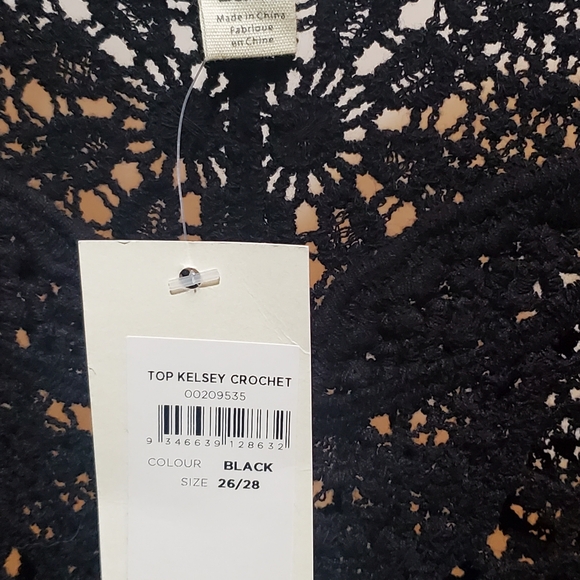 Made in China
Fabriqué
en Chine
TOP KELSEY CROCHET
00209535
9 346639 128632
COLOUR BLACK
SIZE 26/28